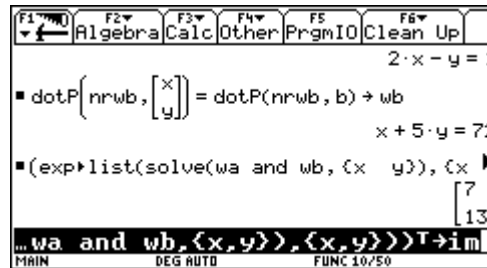 F1 F2 F3 F4 F5 F6
Algebra Calc Other PrgmIO Clean Up
2·x - y =
■ dotP(nrwb,[x
y]) = dotP(nrwb,b) → wb
x + 5·y = 7
■ (exp▸list(solve(wa and wb,{x y}),{x ▶
[7
13
…wa and wb,{x,y}),{x,y}))ᵀ→im
MAIN DEG AUTO FUNC 10/50